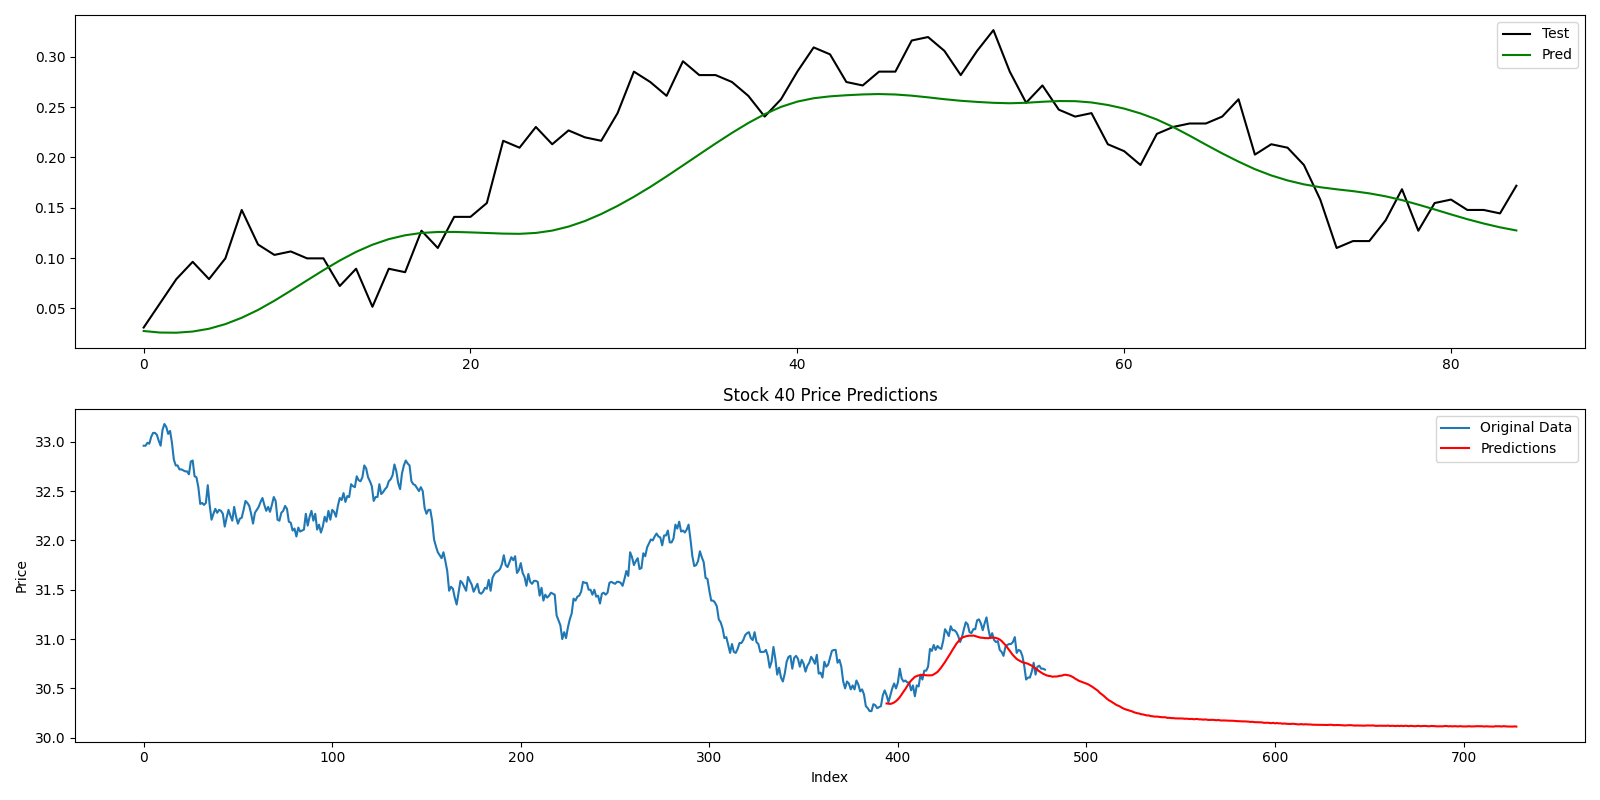 Test
Pred
0.30
0.25
0.20
0.15
0.10
0.05
0 20 40 60 80
Stock 40 Price Predictions
Original Data
Predictions
33.0
32.5
32.0
31.5
31.0
30.5
30.0
Price
0 100 200 300 400 500 600 700
Index